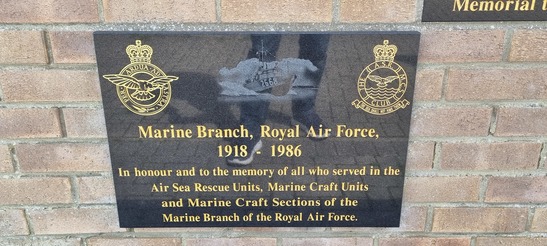 Memorial t
Marine Branch, Royal Air Force,
1918 - 1986
In honour and to the memory of all who served in the
Air Sea Rescue Units, Marine Craft Units
and Marine Craft Sections of the
Marine Branch of the Royal Air Force.
CLUB